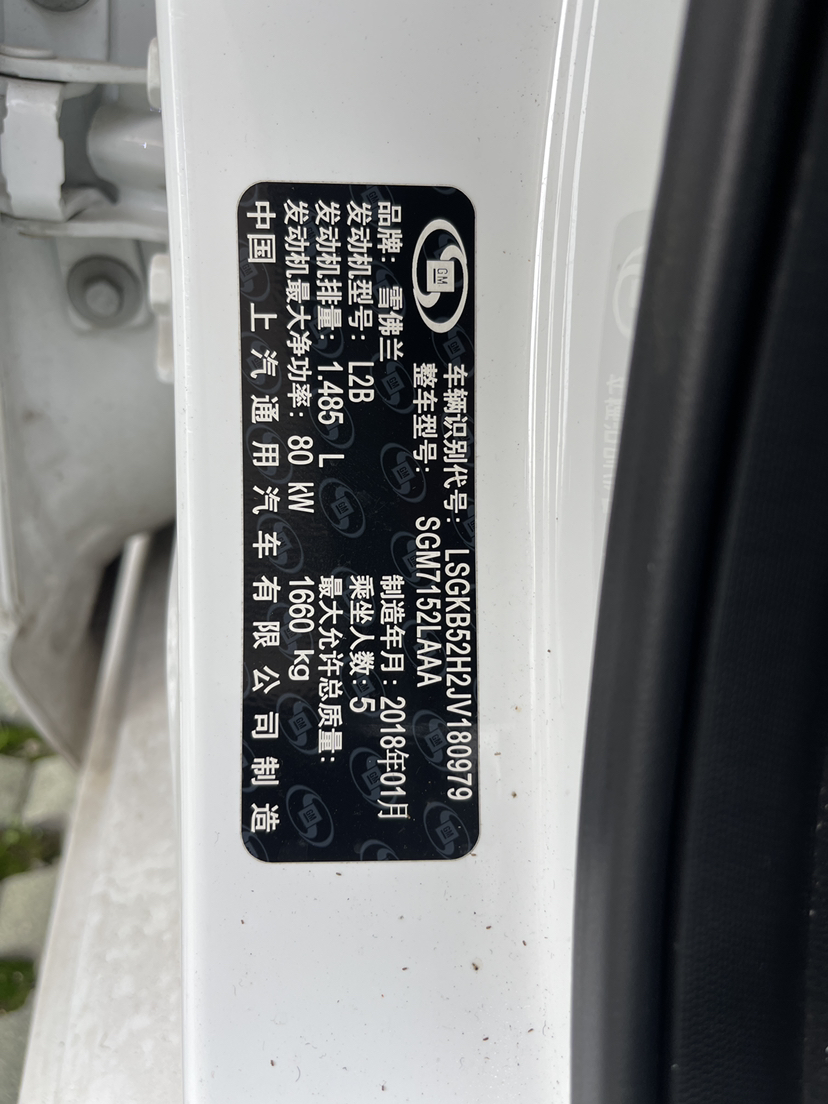 GM
车辆识别代号: LSGKB52H2JV180979
整车型号: SGM7152LAAA
品牌: 雪佛兰 制造年月: 2018年01月
发动机型号: L2B 乘坐人数: 5
发动机排量: 1.485 L 最大允许总质量:
发动机最大净功率: 80 kW 1660 kg
中国 上汽通用汽车有限公司制造